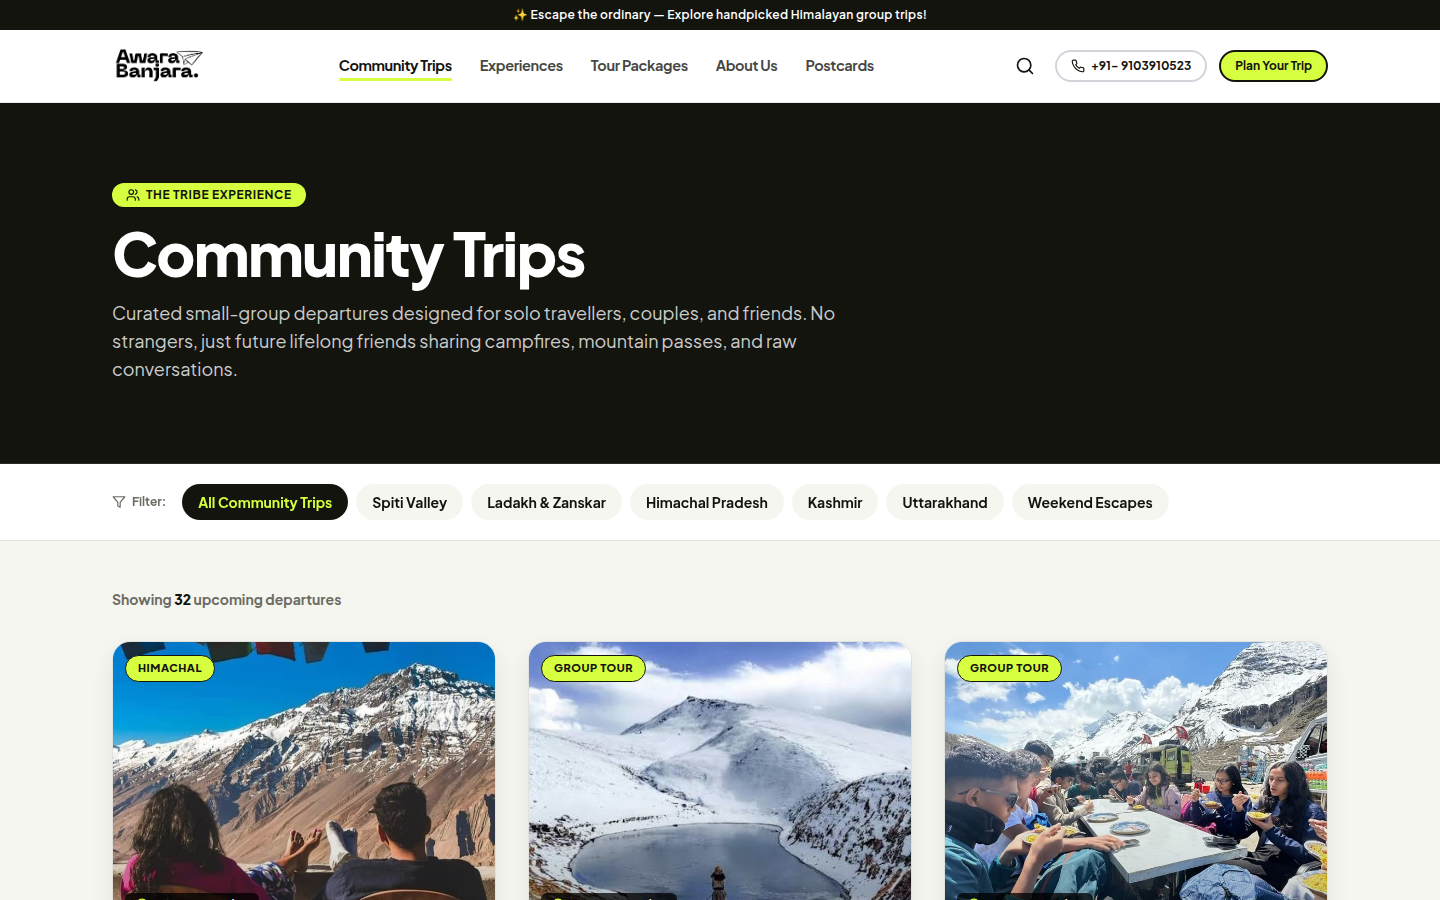 ✨ Escape the ordinary — Explore handpicked Himalayan group trips!
Awara
Banjara.
Community Trips
Experiences
Tour Packages
About Us
Postcards
+91- 9103910523
Plan Your Trip
THE TRIBE EXPERIENCE
Community Trips
Curated small-group departures designed for solo travellers, couples, and friends. No
strangers, just future lifelong friends sharing campfires, mountain passes, and raw
conversations.
Filter:
All Community Trips
Spiti Valley
Ladakh & Zanskar
Himachal Pradesh
Kashmir
Uttarakhand
Weekend Escapes
Showing 32 upcoming departures
HIMACHAL
GROUP TOUR
GROUP TOUR